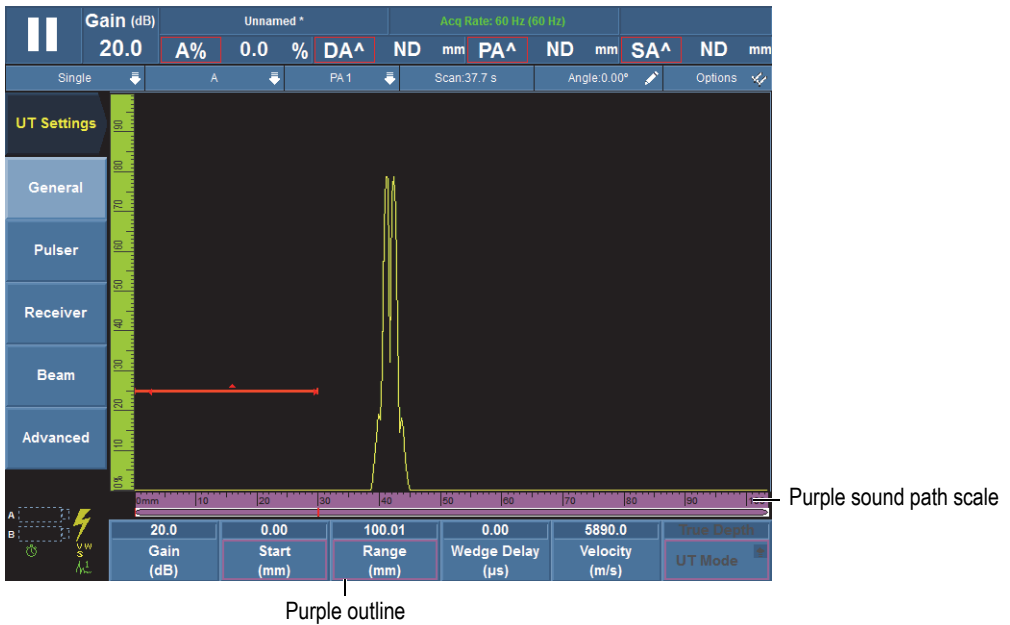 Gain (dB) Unnamed * Acq Rate: 60 Hz (60 Hz)
20.0 A% 0.0 % DA^ ND mm PA^ ND mm SA^ ND mm
Single A PA 1 Scan:37.7 s Angle:0.00° Options
UT Settings
General
Pulser
Receiver
Beam
Advanced
90
80
70
60
50
40
30
20
10
0%
0mm 10 20 30 40 50 60 70 80 90
Purple sound path scale
A
B
V W
S
1
20.0 0.00 100.01 0.00 5890.0 True Depth
Gain Start Range Wedge Delay Velocity UT Mode
(dB) (mm) (mm) (µs) (m/s)
Purple outline